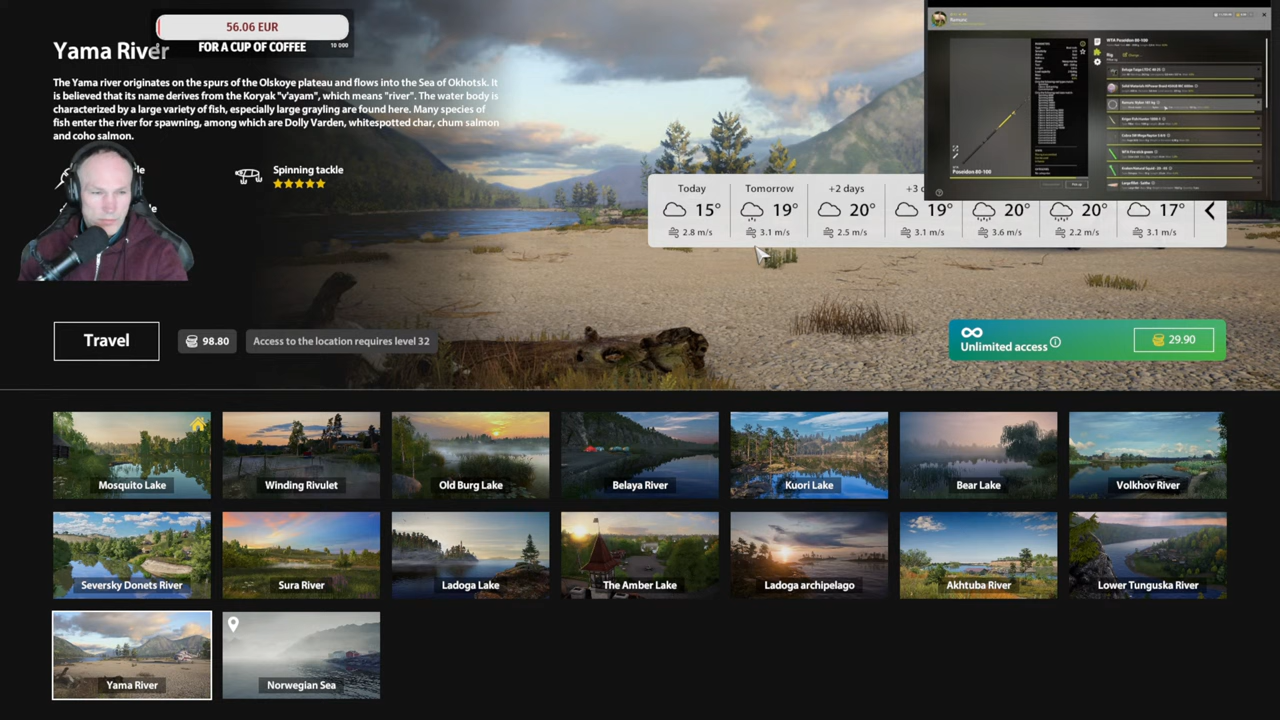 56.06 EUR
FOR A CUP OF COFFEE
10 000
Yama River
The Yama river originates on the spurs of the Olskoye plateau and flows into the Sea of Okhotsk. It
is believed that its name derives from the Koryak "v'ayam", which means "river". The water body is
characterized by a large variety of fish, especially large grayling are found here. Many species of
fish enter the river for spawning, among which are Dolly Varden, whitespotted char, chum salmon
and coho salmon.
Spinning tackle
Poseidon 80-100
Today
Tomorrow
+2 days
15°
19°
20°
19°
20°
20°
17°
2.8 m/s
3.1 m/s
2.5 m/s
3.1 m/s
3.6 m/s
2.2 m/s
3.1 m/s
Travel
98.80
Access to the location requires level 32
Unlimited access
29.90
Mosquito Lake
Winding Rivulet
Old Burg Lake
Belaya River
Kuori Lake
Bear Lake
Volkhov River
Seversky Donets River
Sura River
Ladoga Lake
The Amber Lake
Ladoga archipelago
Akhtuba River
Lower Tunguska River
Yama River
Norwegian Sea